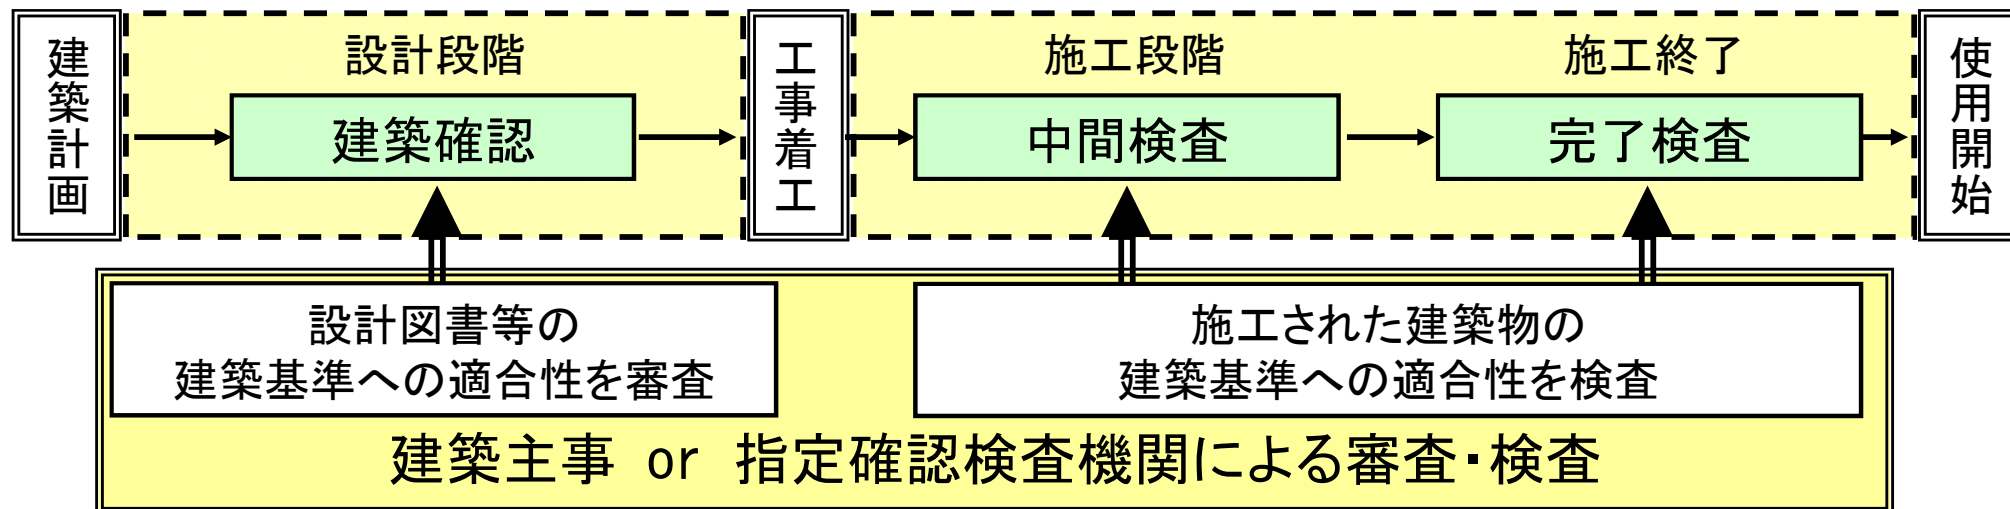 建築計画
設計段階
建築確認
工事着工
施工段階
中間検査
施工終了
完了検査
使用開始
設計図書等の
建築基準への適合性を審査
施工された建築物の
建築基準への適合性を検査
建築主事 or 指定確認検査機関による審査・検査